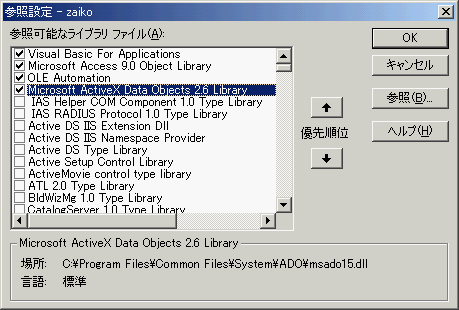 参照設定 - zaiko
参照可能なライブラリ ファイル(A):
Visual Basic For Applications
Microsoft Access 9.0 Object Library
OLE Automation
Microsoft ActiveX Data Objects 2.6 Library
IAS Helper COM Component 1.0 Type Library
IAS RADIUS Protocol 1.0 Type Library
Active DS IIS Extension Dll
Active DS IIS Namespace Provider
Active DS Type Library
Active Setup Control Library
ActiveMovie control type library
ATL 2.0 Type Library
BldWizMg 1.0 Type Library
CatalogServer 1.0 Type Library
OK
キャンセル
参照(B)...
優先順位
ヘルプ(H)
Microsoft ActiveX Data Objects 2.6 Library
場所: C:¥Program Files¥Common Files¥System¥ADO¥msado15.dll
言語: 標準